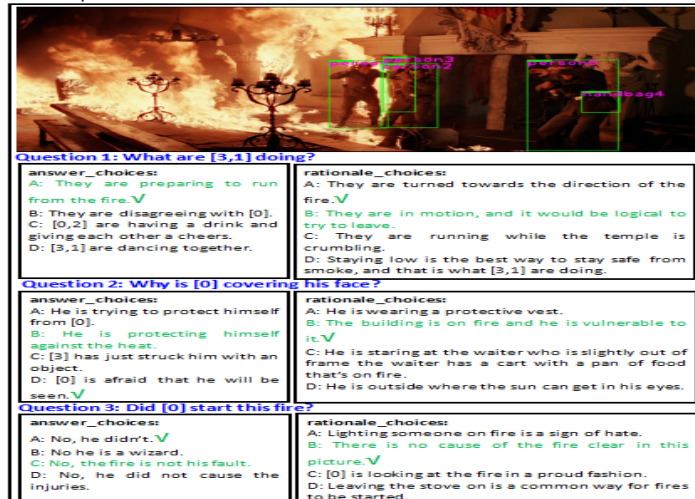 person3
person2
person0
handbag4
Question 1: What are [3,1] doing?
answer_choices:
A: They are preparing to run
from the fire.√
B: They are disagreeing with [0].
C: [0,2] are having a drink and
giving each other a cheers.
D: [3,1] are dancing together.
rationale_choices:
A: They are turned towards the direction of the
fire.√
B: They are in motion, and it would be logical to
try to leave.
C: They are running while the temple is
crumbling.
D: Staying low is the best way to stay safe from
smoke, and that is what [3,1] are doing.
Question 2: Why is [0] covering his face?
answer_choices:
A: He is trying to protect himself
from [0].
B: He is protecting himself
against the heat.
C: [3] has just struck him with an
object.
D: [0] is afraid that he will be
seen.√
rationale_choices:
A: He is wearing a protective vest.
B: The building is on fire and he is vulnerable to
it.√
C: He is staring at the waiter who is slightly out of
frame the waiter has a cart with a pan of food
that's on fire.
D: He is outside where the sun can get in his eyes.
Question 3: Did [0] start this fire?
answer_choices:
A: No, he didn't.√
B: No he is a wizard.
C: No, the fire is not his fault.
D: No, he did not cause the
injuries.
rationale_choices:
A: Lighting someone on fire is a sign of hate.
B: There is no cause of the fire clear in this
picture.√
C: [0] is looking at the fire in a proud fashion.
D: Leaving the stove on is a common way for fires
to be started.